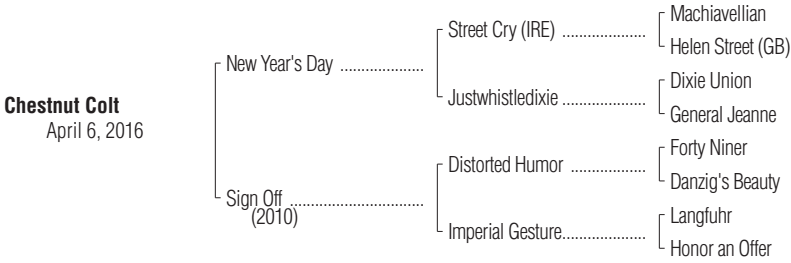 Chestnut Colt
April 6, 2016
New Year's Day ....................
Sign Off ................................
(2010)
Street Cry (IRE) ....................
Justwhistledixie ....................
Distorted Humor ..................
Imperial Gesture....................
Machiavellian
Helen Street (GB)
Dixie Union
General Jeanne
Forty Niner
Danzig's Beauty
Langfuhr
Honor an Offer